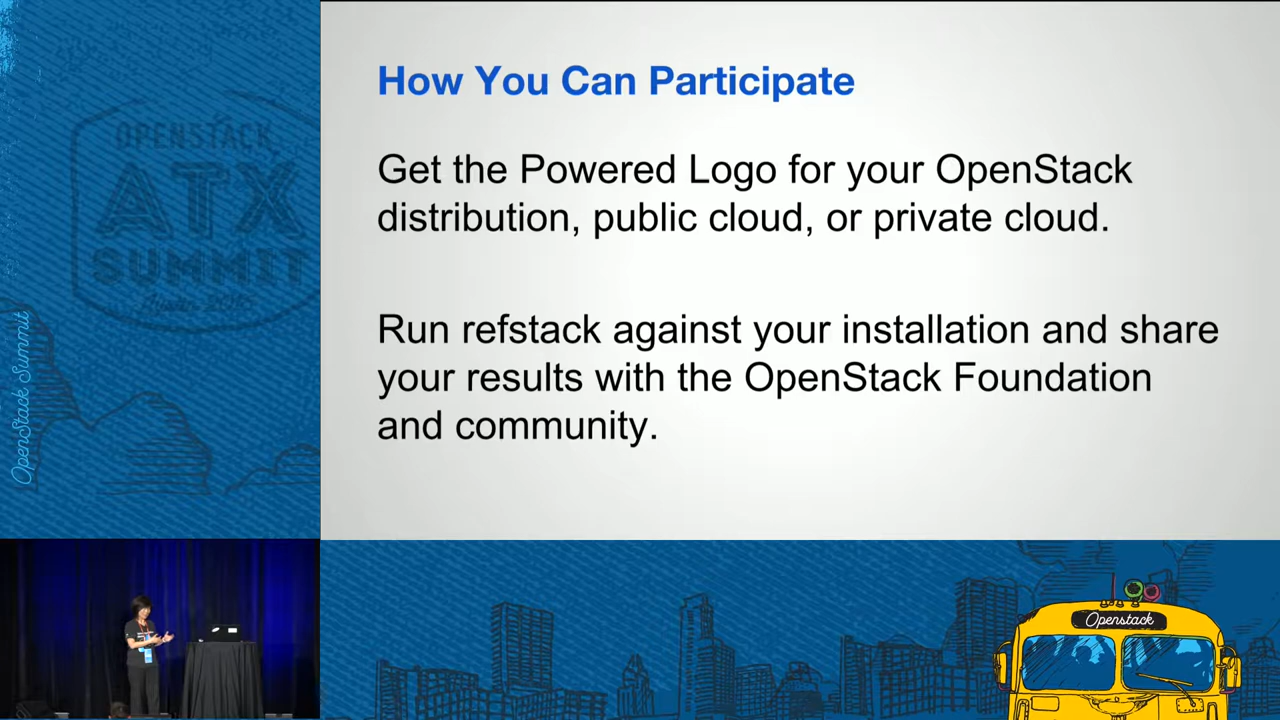 How You Can Participate
Get the Powered Logo for your OpenStack
distribution, public cloud, or private cloud.
Run refstack against your installation and share
your results with the OpenStack Foundation
and community.
OPENSTACK
ATX
SUMMIT
Austin 2016
OpenStack Summit
Openstack